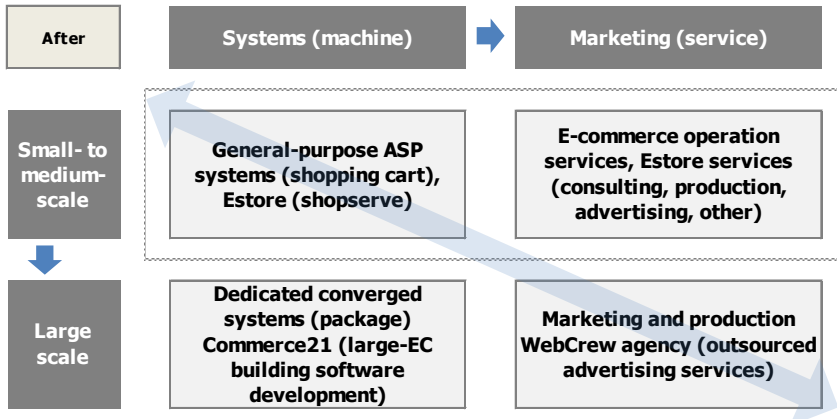 After
Systems (machine)
Marketing (service)
Small- to
medium-
scale
General-purpose ASP
systems (shopping cart),
Estore (shopserve)
E-commerce operation
services, Estore services
(consulting, production,
advertising, other)
Large
scale
Dedicated converged
systems (package)
Commerce21 (large-EC
building software
development)
Marketing and production
WebCrew agency (outsourced
advertising services)